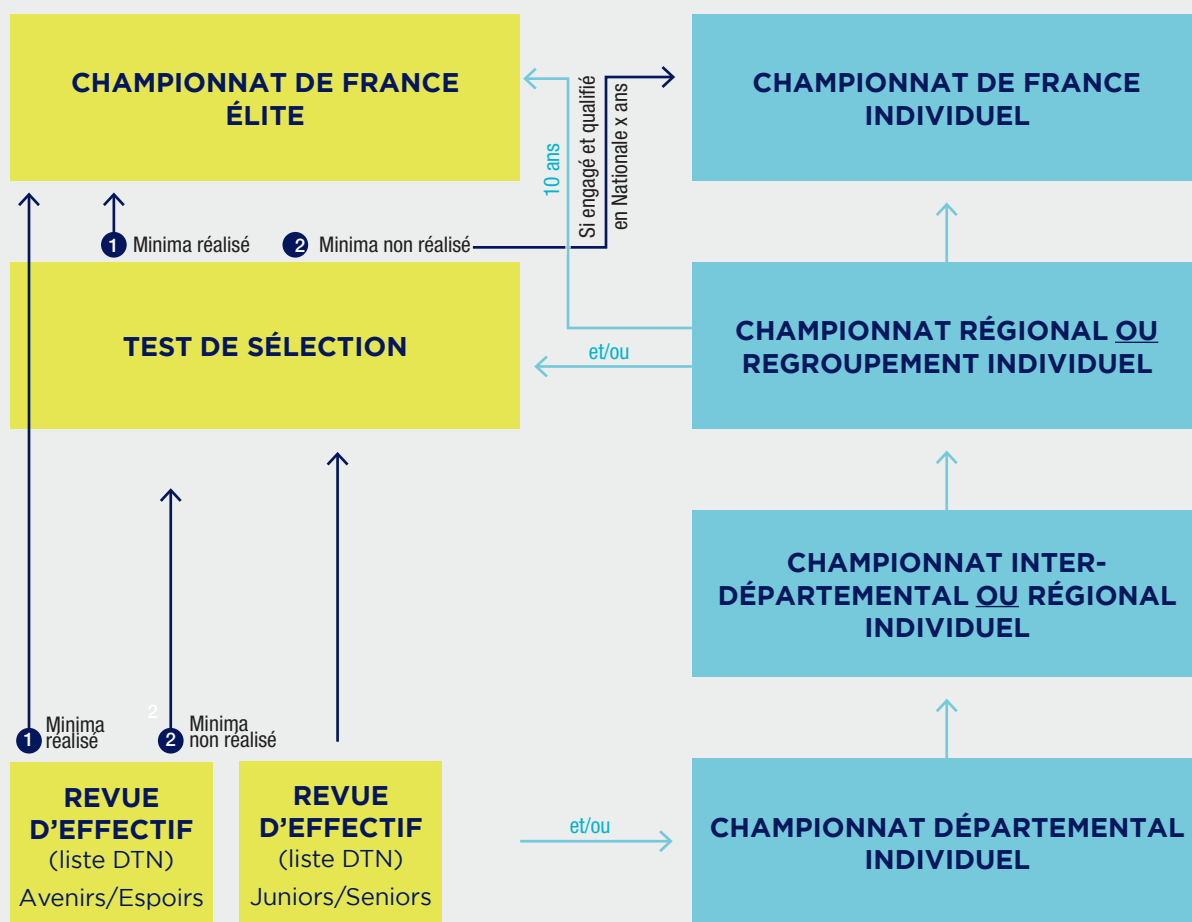 CHAMPIONNAT DE FRANCE
ÉLITE
10 ans
Si engagé et qualifié
en Nationale x ans
CHAMPIONNAT DE FRANCE
INDIVIDUEL
1 Minima réalisé
2 Minima non réalisé
TEST DE SÉLECTION
et/ou
CHAMPIONNAT RÉGIONAL OU
REGROUPEMENT INDIVIDUEL
CHAMPIONNAT INTER-
DÉPARTEMENTAL OU RÉGIONAL
INDIVIDUEL
2
1 Minima
réalisé
2 Minima
non réalisé
REVUE
D’EFFECTIF
(liste DTN)
Avenirs/Espoirs
REVUE
D’EFFECTIF
(liste DTN)
Juniors/Seniors
et/ou
CHAMPIONNAT DÉPARTEMENTAL
INDIVIDUEL